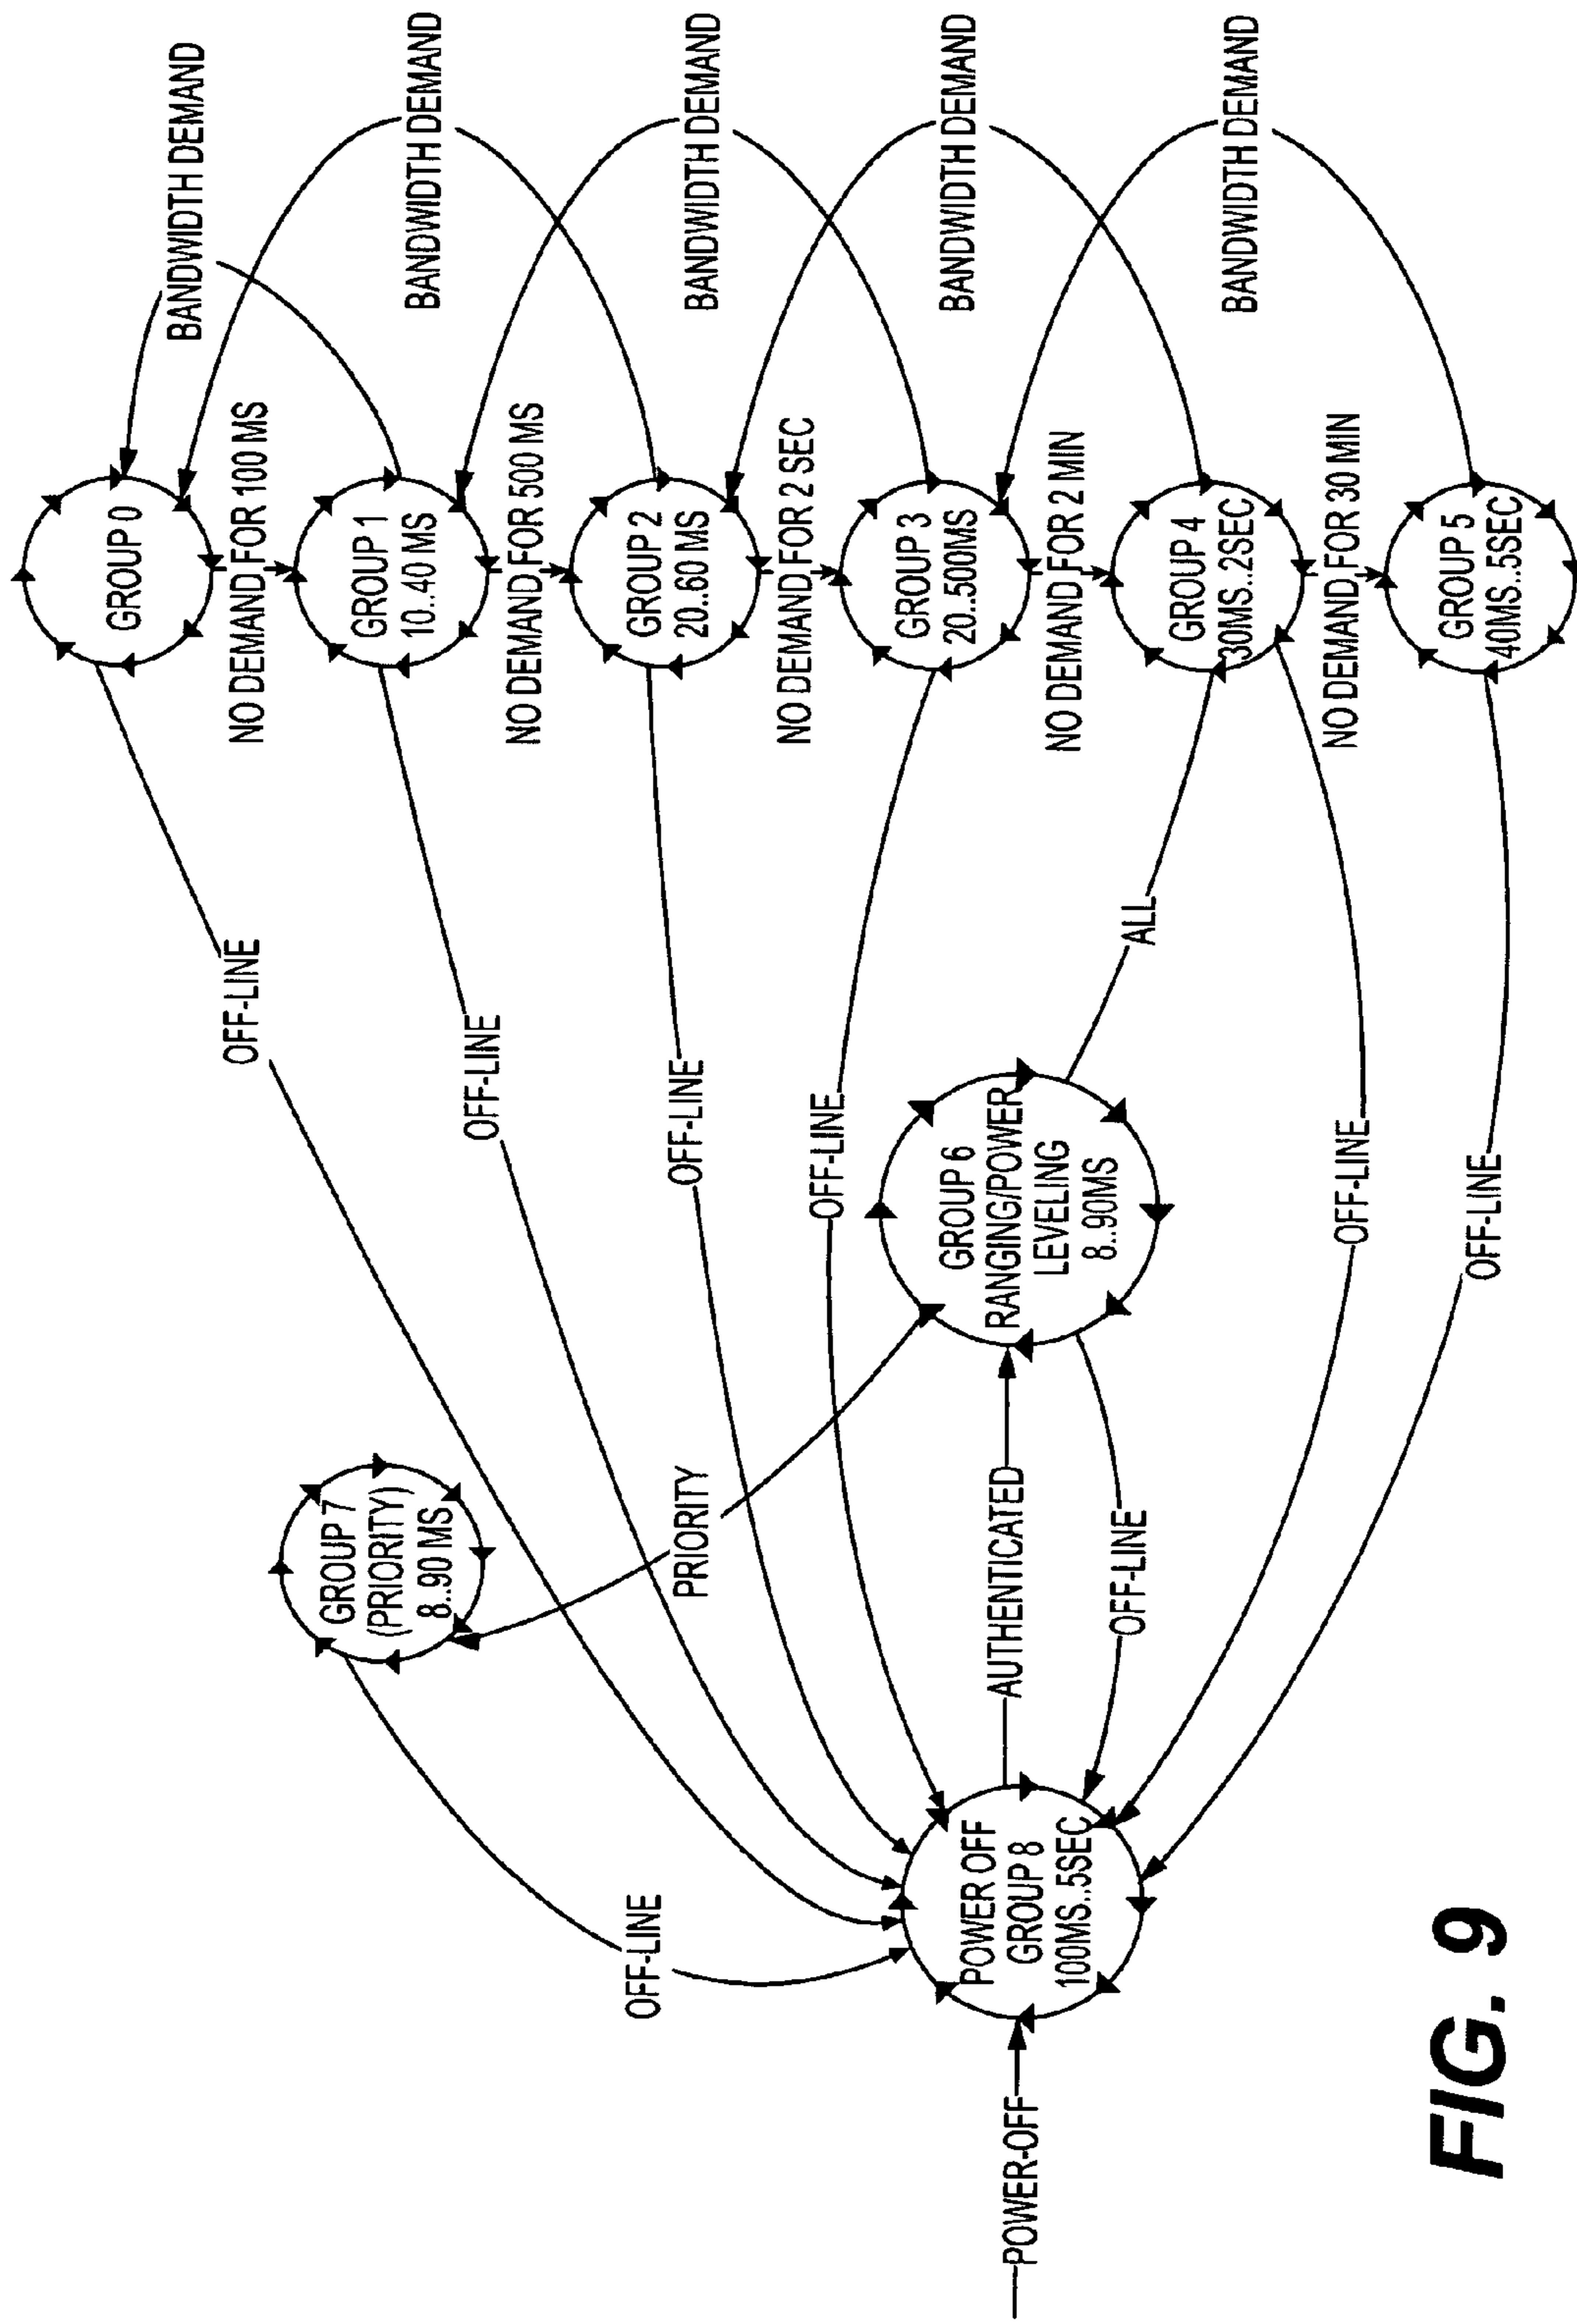 BANDWIDTH DEMAND
BANDWIDTH DEMAND
BANDWIDTH DEMAND
BANDWIDTH DEMAND
BANDWIDTH DEMAND
GROUP 0
NO DEMAND FOR 100 MS
GROUP 1
10..40 MS
NO DEMAND FOR 500 MS
GROUP 2
20..60 MS
NO DEMAND FOR 2 SEC
GROUP 3
20..500MS
NO DEMAND FOR 2 MIN
GROUP 4
30MS..2SEC
NO DEMAND FOR 30 MIN
GROUP 5
40MS..5SEC
OFF-LINE
OFF-LINE
OFF-LINE
OFF-LINE
ALL
GROUP 6
RANGING/POWER
LEVELING
8..90MS
OFF-LINE
OFF-LINE
GROUP 7
(PRIORITY)
8..90 MS
PRIORITY
AUTHENTICATED
OFF-LINE
OFF-LINE
POWER OFF
GROUP 8
100MS..5SEC
POWER-OFF
FIG. 9